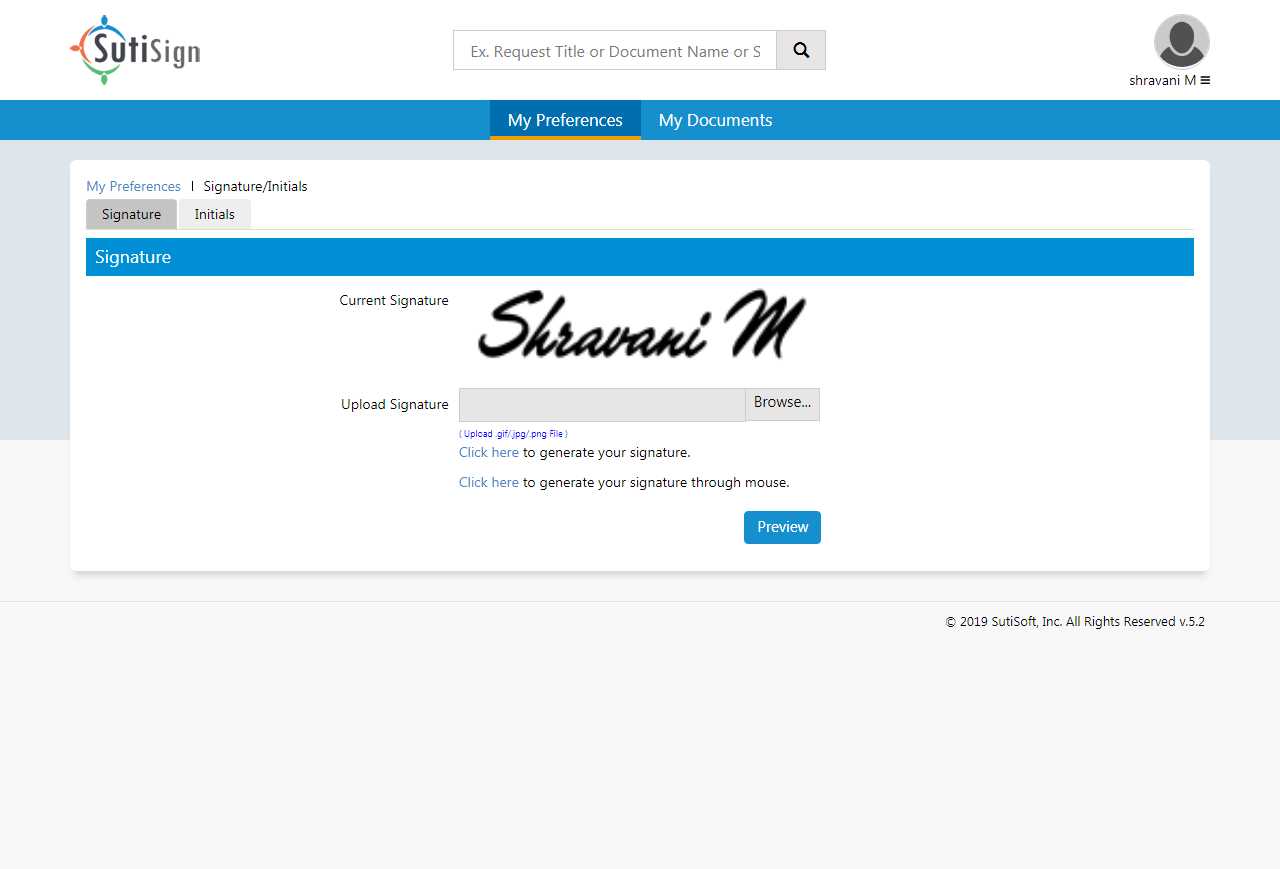 SutiSign
Ex. Request Title or Document Name or S
shravani M
My Preferences
My Documents
My Preferences I Signature/Initials
Signature
Initials
Signature
Current Signature
Shravani M
Upload Signature
Browse...
( Upload .gif/.jpg/.png File )
Click here to generate your signature.
Click here to generate your signature through mouse.
Preview
© 2019 SutiSoft, Inc. All Rights Reserved v.5.2